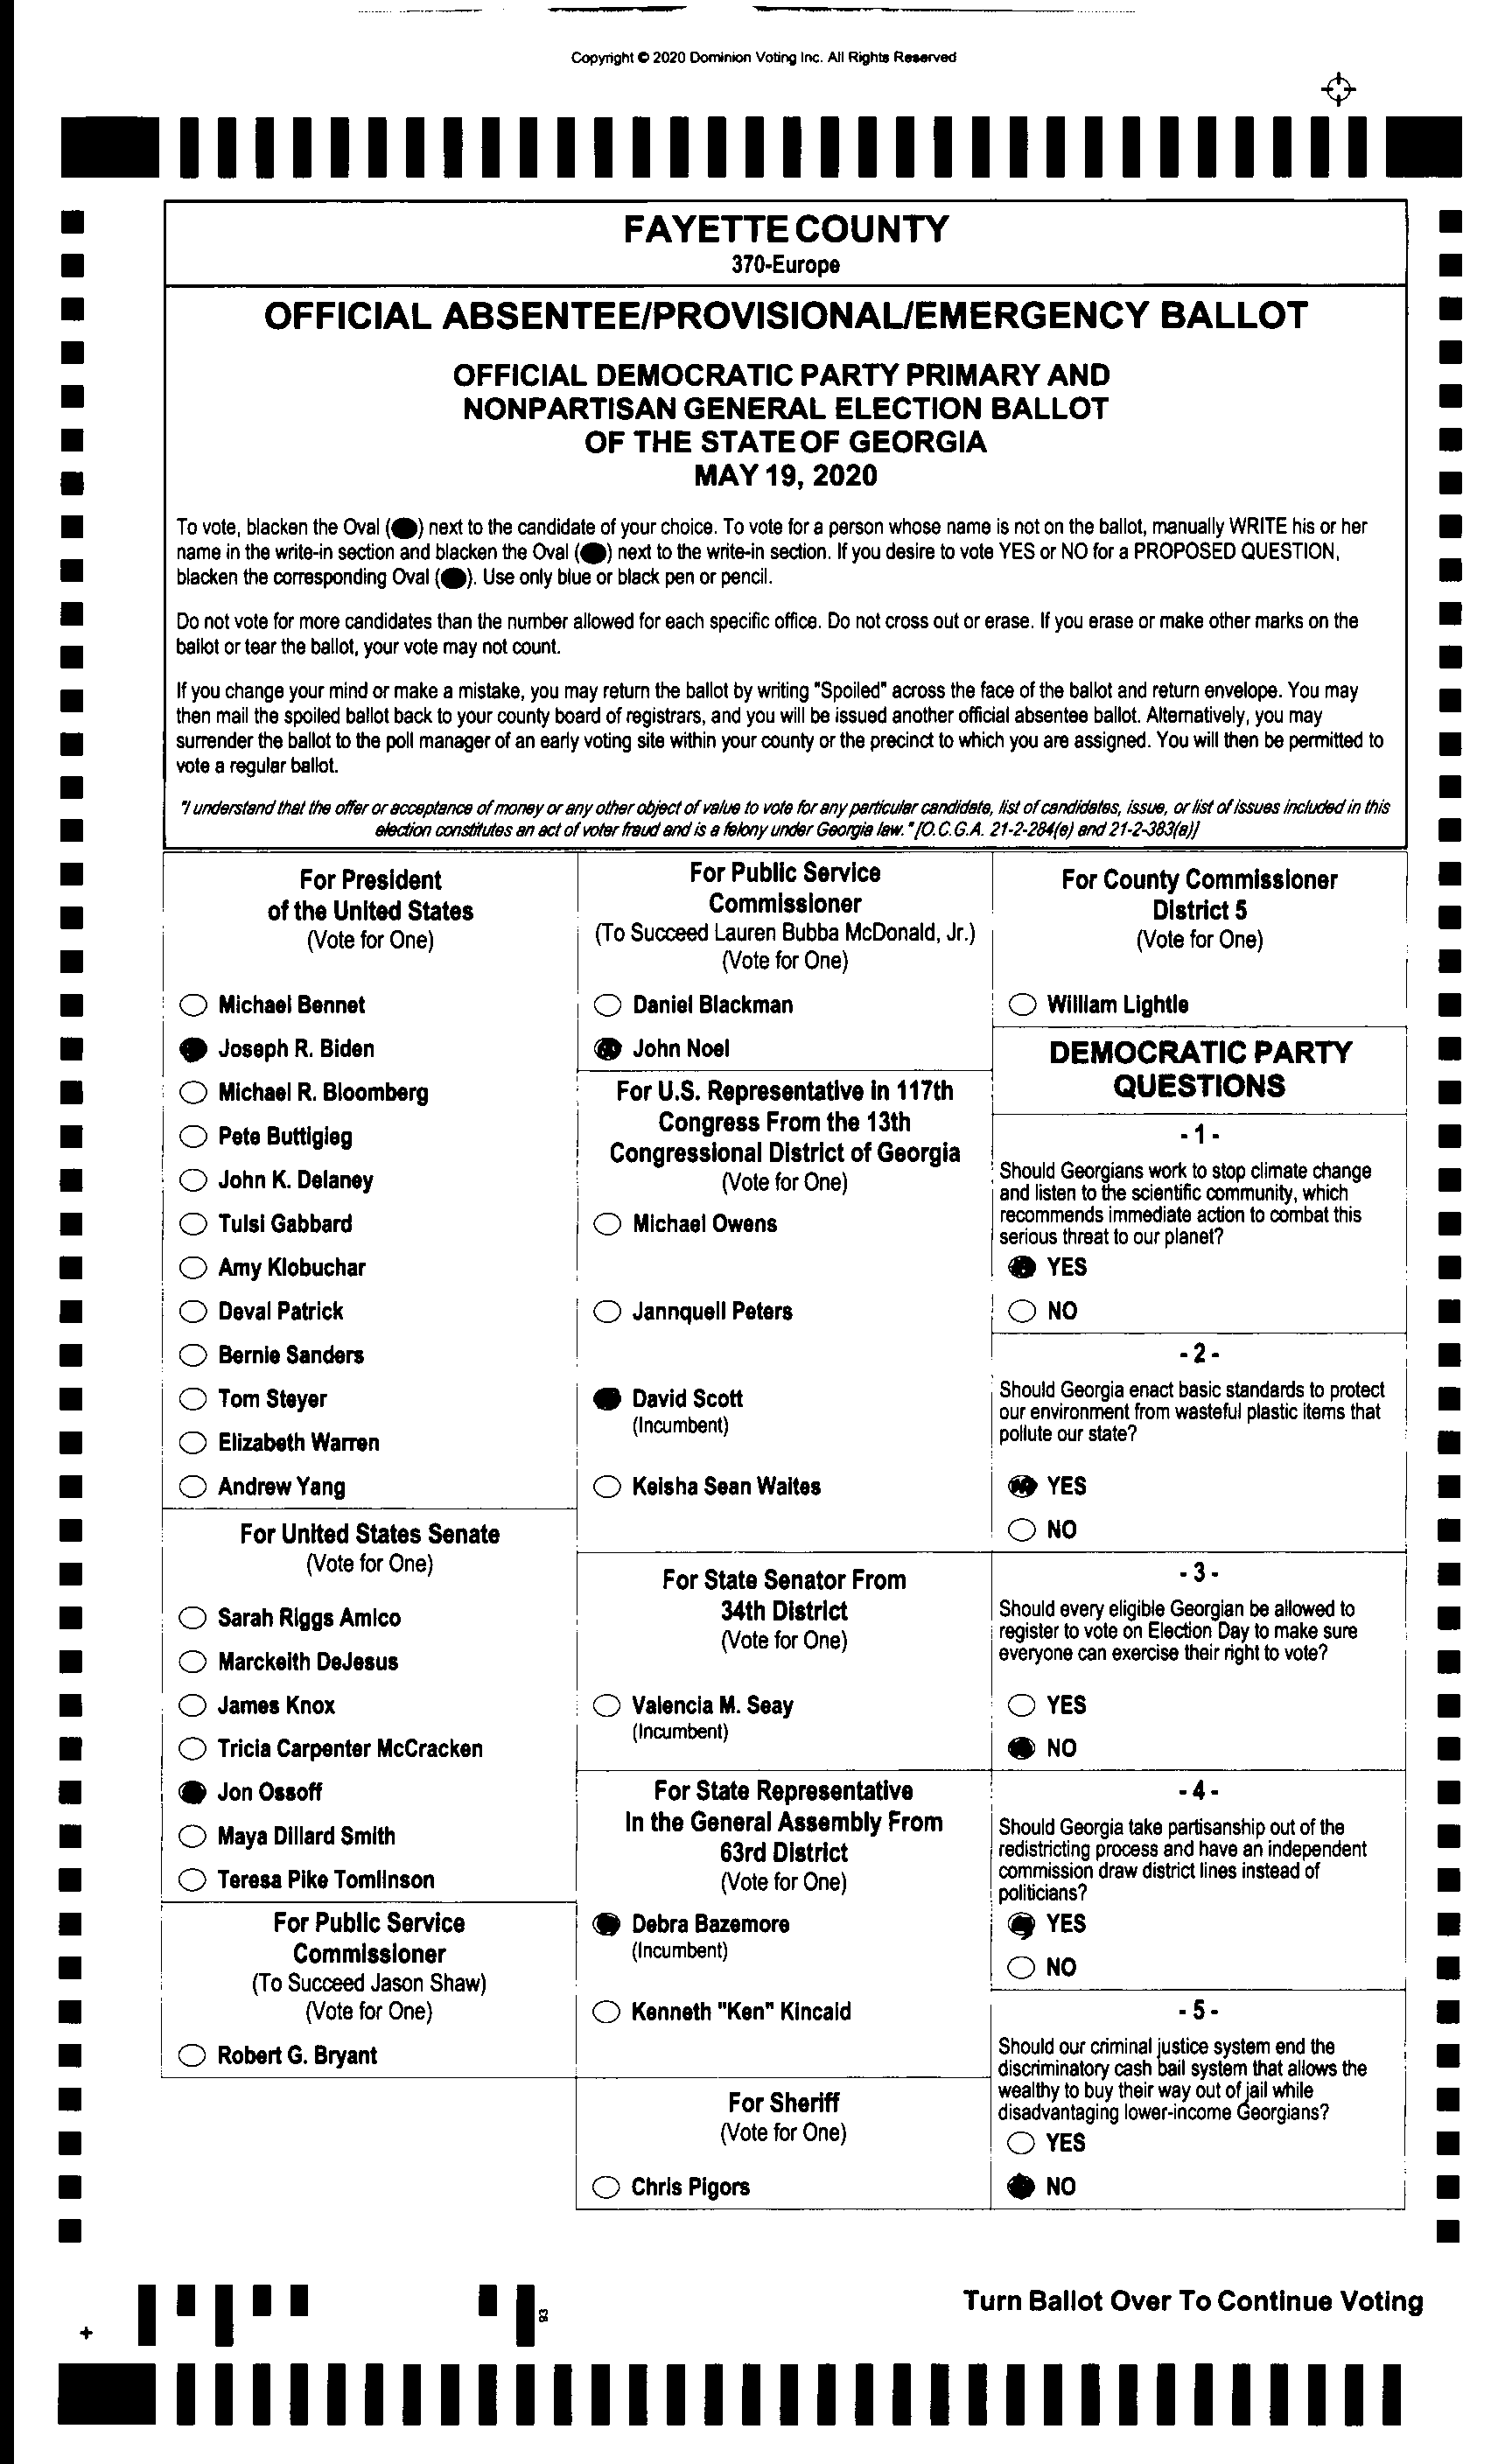 Copyright © 2020 Dominion Voting Inc. All Rights Reserved
FAYETTE COUNTY
370-Europe
OFFICIAL ABSENTEE/PROVISIONAL/EMERGENCY BALLOT
OFFICIAL DEMOCRATIC PARTY PRIMARY AND
NONPARTISAN GENERAL ELECTION BALLOT
OF THE STATE OF GEORGIA
MAY 19, 2020
To vote, blacken the Oval (●) next to the candidate of your choice. To vote for a person whose name is not on the ballot, manually WRITE his or her
name in the write-in section and blacken the Oval (●) next to the write-in section. If you desire to vote YES or NO for a PROPOSED QUESTION,
blacken the corresponding Oval (●). Use only blue or black pen or pencil.
Do not vote for more candidates than the number allowed for each specific office. Do not cross out or erase. If you erase or make other marks on the
ballot or tear the ballot, your vote may not count.
If you change your mind or make a mistake, you may return the ballot by writing "Spoiled" across the face of the ballot and return envelope. You may
then mail the spoiled ballot back to your county board of registrars, and you will be issued another official absentee ballot. Alternatively, you may
surrender the ballot to the poll manager of an early voting site within your county or the precinct to which you are assigned. You will then be permitted to
vote a regular ballot.
"I understand that the offer or acceptance of money or any other object of value to vote for any particular candidate, list of candidates, issue, or list of issues included in this
election constitutes an act of voter fraud and is a felony under Georgia law." [O.C.G.A. 21-2-284(e) and 21-2-383(a)]
For President
of the United States
(Vote for One)
Michael Bennet
Joseph R. Biden
Michael R. Bloomberg
Pete Buttigieg
John K. Delaney
Tulsi Gabbard
Amy Klobuchar
Deval Patrick
Bernie Sanders
Tom Steyer
Elizabeth Warren
Andrew Yang
For United States Senate
(Vote for One)
Sarah Riggs Amico
Marckeith DeJesus
James Knox
Tricia Carpenter McCracken
Jon Ossoff
Maya Dillard Smith
Teresa Pike Tomlinson
For Public Service
Commissioner
(To Succeed Jason Shaw)
(Vote for One)
Robert G. Bryant
For Public Service
Commissioner
(To Succeed Lauren Bubba McDonald, Jr.)
(Vote for One)
Daniel Blackman
John Noel
For U.S. Representative in 117th
Congress From the 13th
Congressional District of Georgia
(Vote for One)
Michael Owens
Jannquell Peters
David Scott
(Incumbent)
Keisha Sean Waites
For State Senator From
34th District
(Vote for One)
Valencia M. Seay
(Incumbent)
For State Representative
In the General Assembly From
63rd District
(Vote for One)
Debra Bazemore
(Incumbent)
Kenneth "Ken" Kincaid
For Sheriff
(Vote for One)
Chris Pigors
For County Commissioner
District 5
(Vote for One)
William Lightle
DEMOCRATIC PARTY
QUESTIONS
- 1 -
Should Georgians work to stop climate change
and listen to the scientific community, which
recommends immediate action to combat this
serious threat to our planet?
YES
NO
- 2 -
Should Georgia enact basic standards to protect
our environment from wasteful plastic items that
pollute our state?
YES
NO
- 3 -
Should every eligible Georgian be allowed to
register to vote on Election Day to make sure
everyone can exercise their right to vote?
YES
NO
- 4 -
Should Georgia take partisanship out of the
redistricting process and have an independent
commission draw district lines instead of
politicians?
YES
NO
- 5 -
Should our criminal justice system end the
discriminatory cash bail system that allows the
wealthy to buy their way out of jail while
disadvantaging lower-income Georgians?
YES
NO
93
Turn Ballot Over To Continue Voting